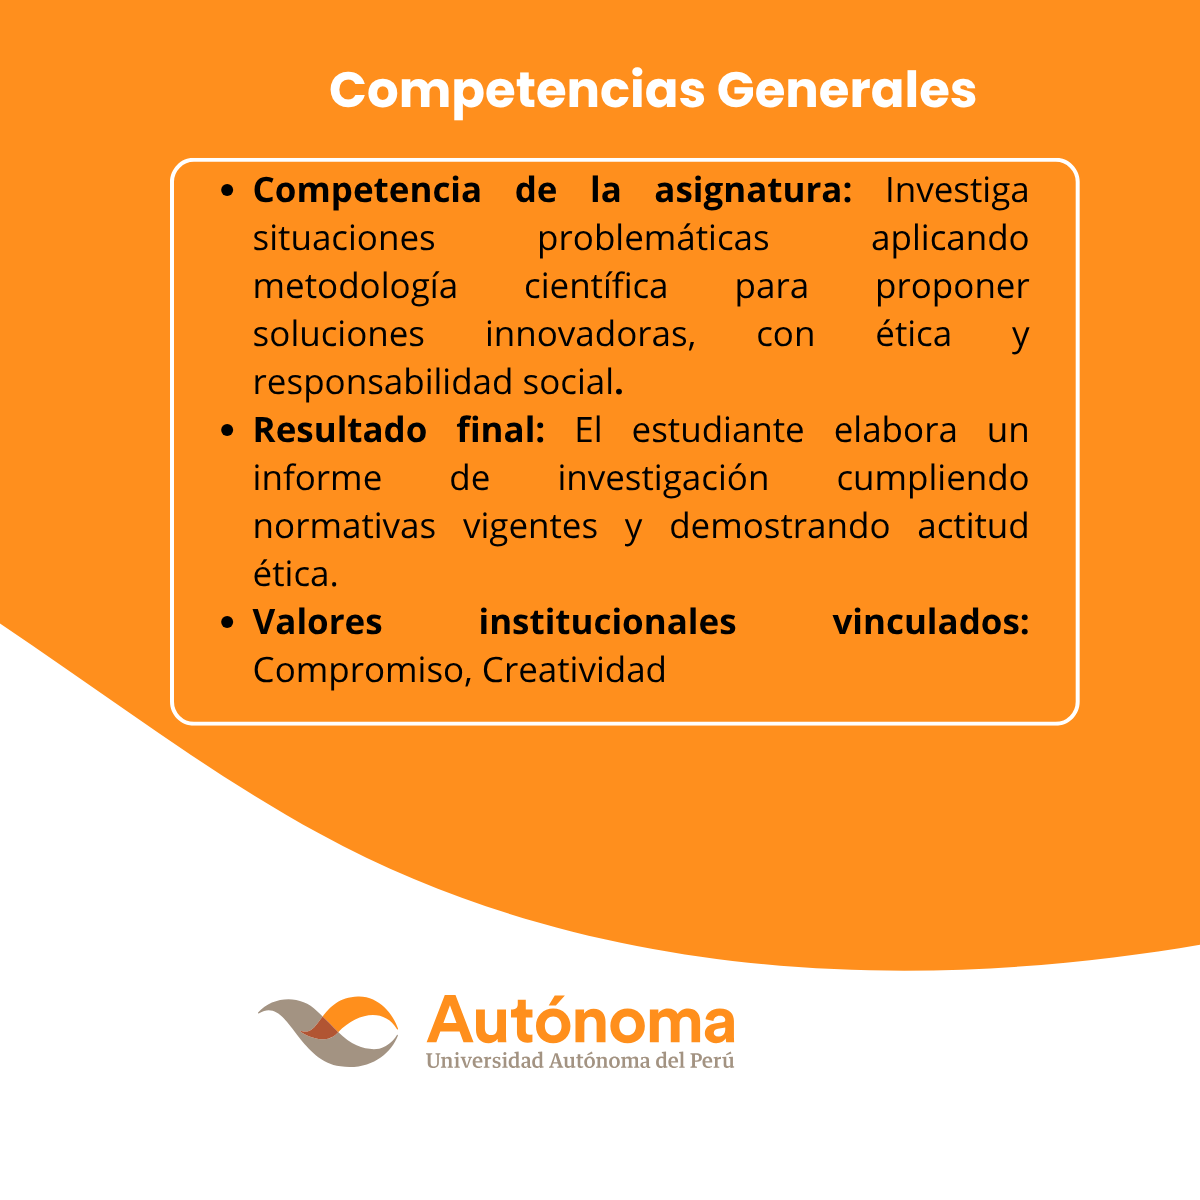 Competencias Generales
• Competencia de la asignatura: Investiga
situaciones problemáticas aplicando
metodología científica para proponer
soluciones innovadoras, con ética y
responsabilidad social.
• Resultado final: El estudiante elabora un
informe de investigación cumpliendo
normativas vigentes y demostrando actitud
ética.
• Valores institucionales vinculados:
Compromiso, Creatividad
Autónoma
Universidad Autónoma del Perú